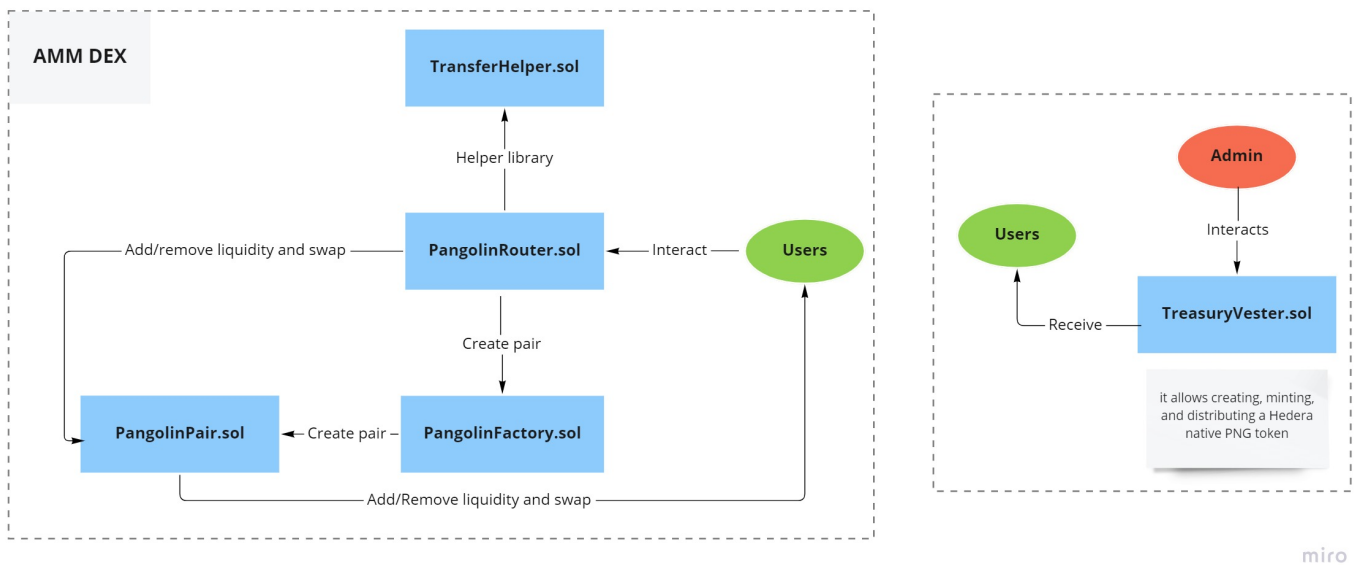 AMM DEX
TransferHelper.sol
Helper library
Add/remove liquidity and swap
PangolinRouter.sol
Interact
Users
Create pair
PangolinPair.sol
Create pair
PangolinFactory.sol
Add/Remove liquidity and swap
Admin
Users
Interacts
TreasuryVester.sol
Receive
it allows creating, minting,
and distributing a Hedera
native PNG token
miro